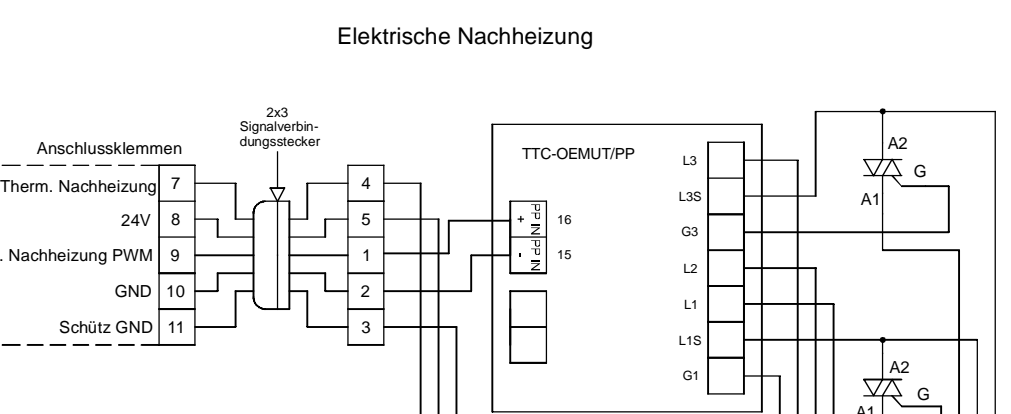 Elektrische Nachheizung
2x3
Signalverbin-
dungsstecker
Anschlussklemmen
Therm. Nachheizung 7
24V 8
. Nachheizung PWM 9
GND 10
Schütz GND 11
4
5
1
2
3
TTC-OEMUT/PP
+ PP IN 16
- PP IN 15
L3
L3S
G3
L2
L1
L1S
G1
A2
G
A1
A2
G
A1